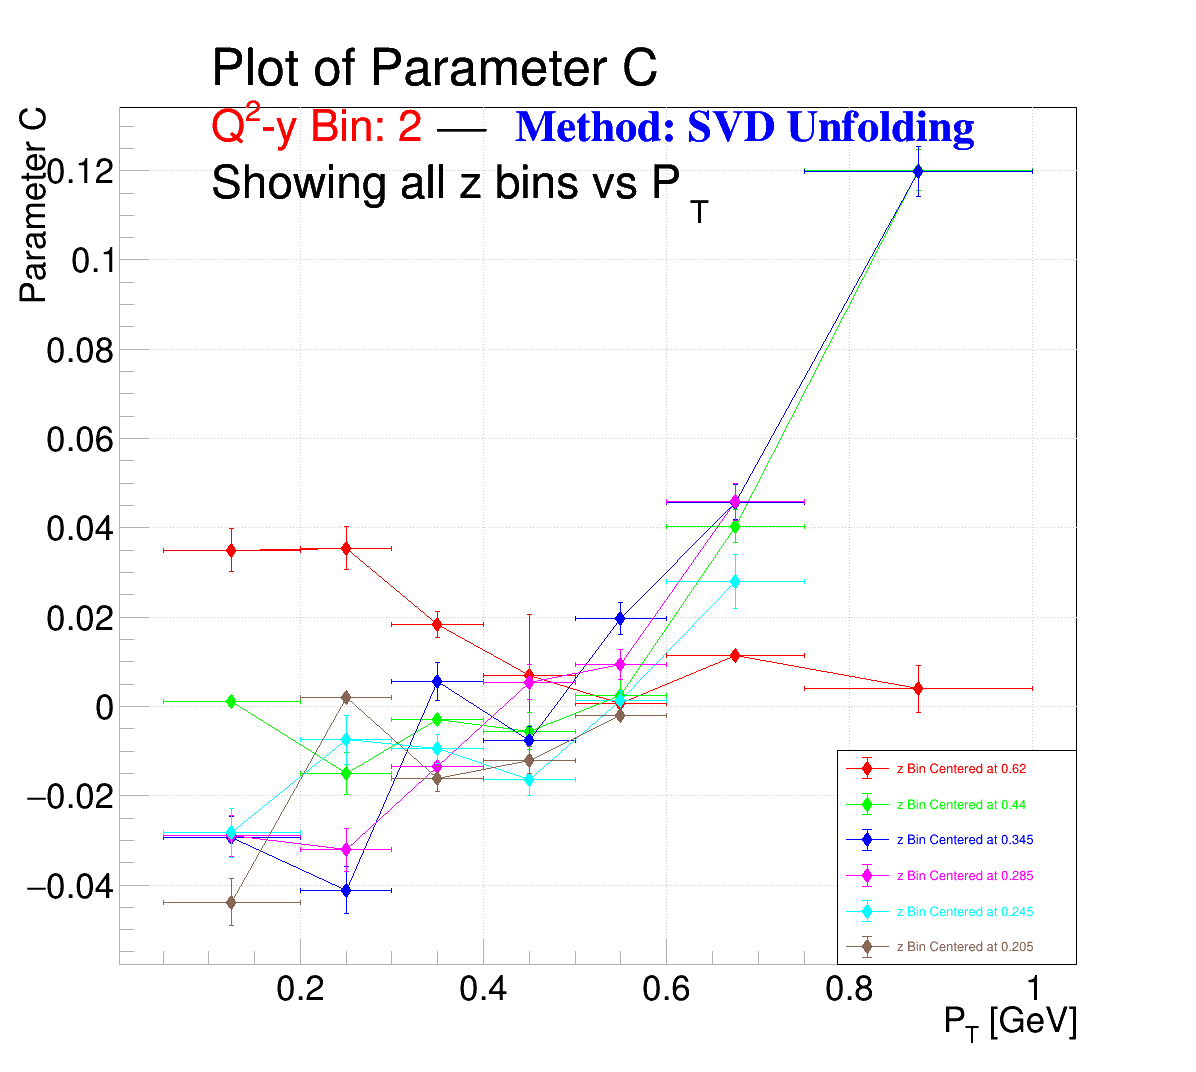 Plot of Parameter C
Q²-y Bin: 2 — Method: SVD Unfolding
Showing all z bins vs P_T
Parameter C
0.12
0.1
0.08
0.06
0.04
0.02
0
−0.02
−0.04
z Bin Centered at 0.62
z Bin Centered at 0.44
z Bin Centered at 0.345
z Bin Centered at 0.285
z Bin Centered at 0.245
z Bin Centered at 0.205
0.2 0.4 0.6 0.8 1
P_T [GeV]